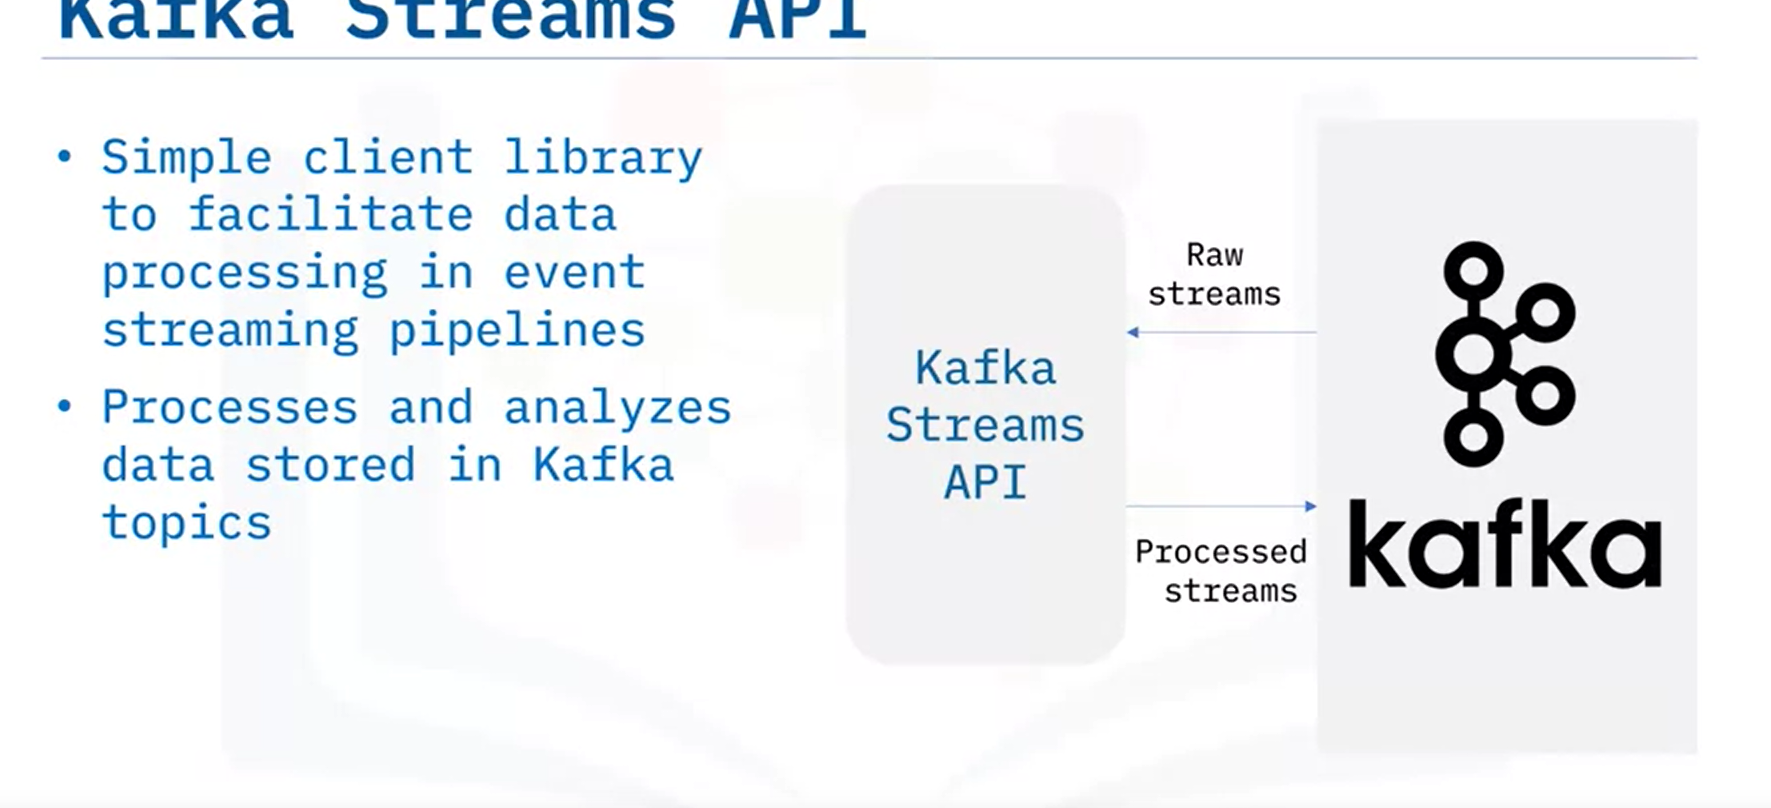 Kafka Streams API
• Simple client library
to facilitate data
processing in event
streaming pipelines
• Processes and analyzes
data stored in Kafka
topics
Kafka
Streams
API
Raw
streams
Processed
streams
kafka